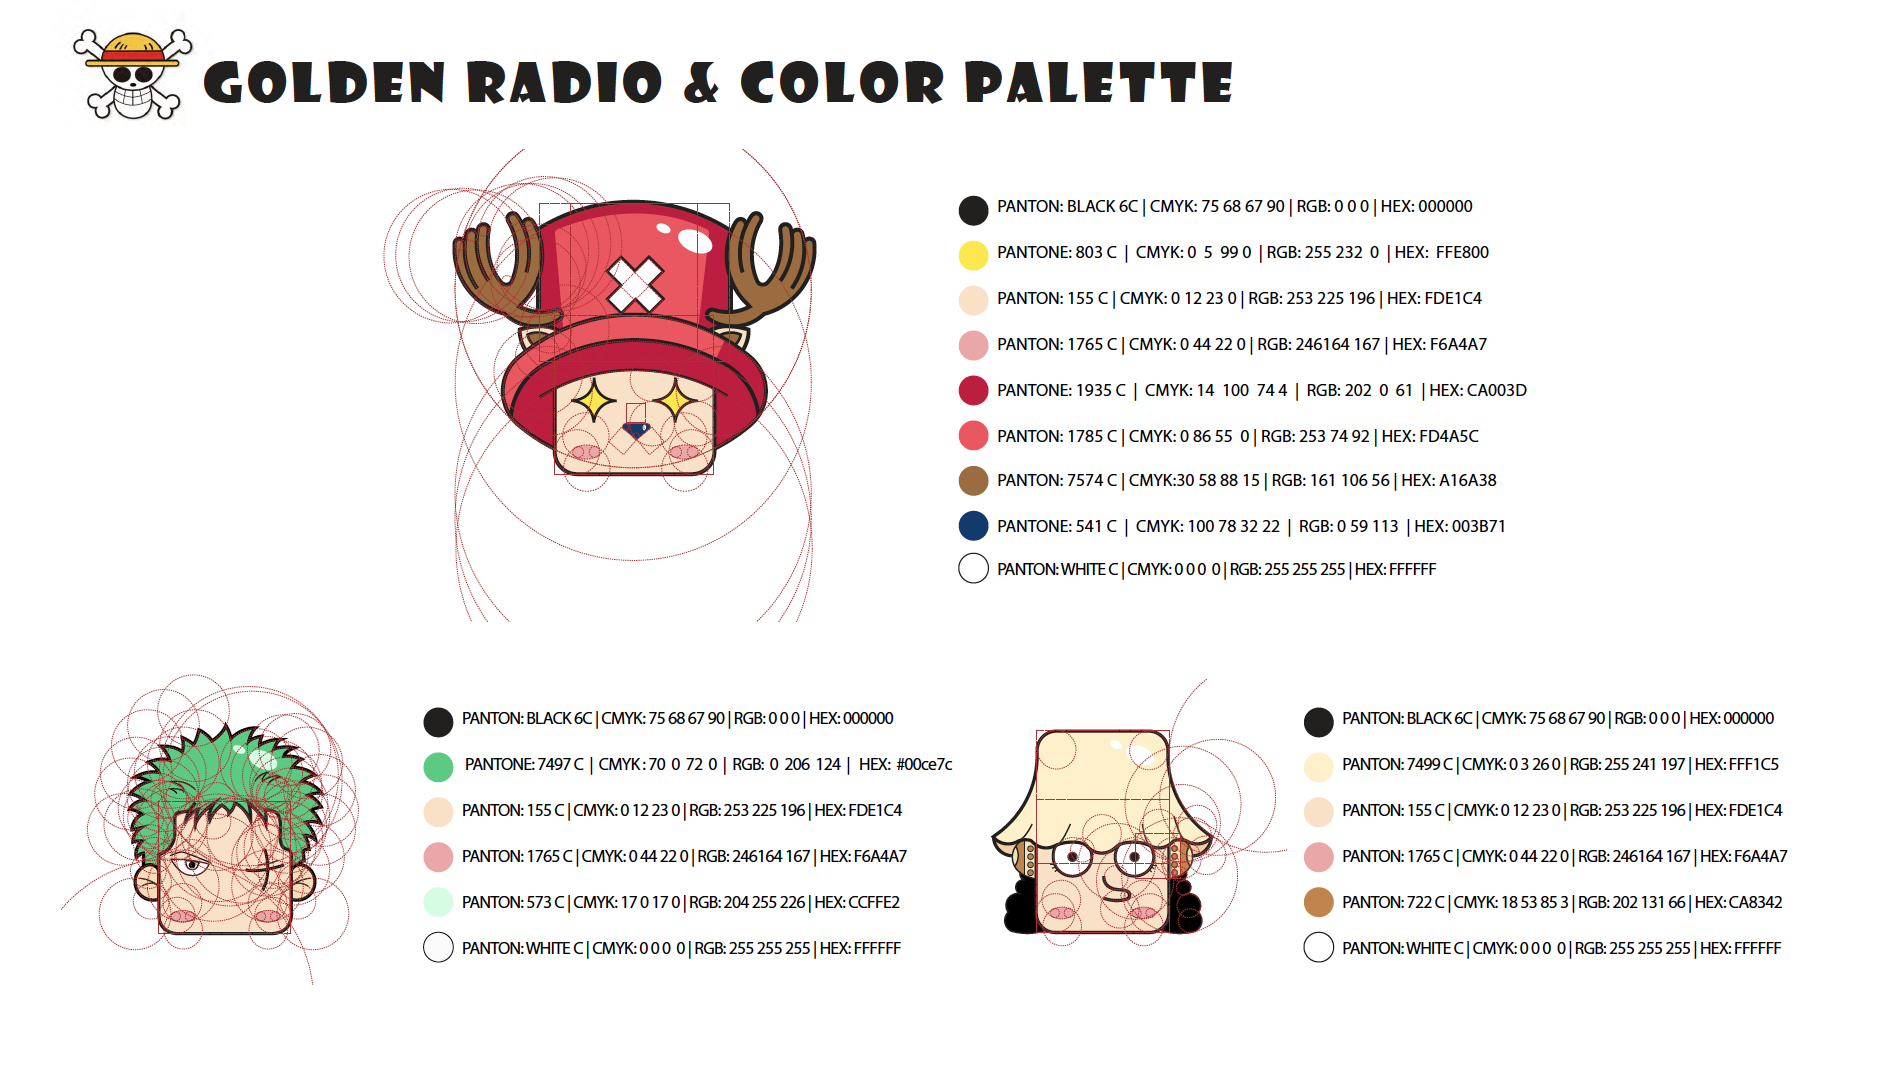 GOLDEN RADIO & COLOR PALETTE
PANTON: BLACK 6C | CMYK: 75 68 67 90 | RGB: 0 0 0 | HEX: 000000
PANTONE: 803 C | CMYK: 0 5 99 0 | RGB: 255 232 0 | HEX: FFE800
PANTON: 155 C | CMYK: 0 12 23 0 | RGB: 253 225 196 | HEX: FDE1C4
PANTON: 1765 C | CMYK: 0 44 22 0 | RGB: 246164 167 | HEX: F6A4A7
PANTONE: 1935 C | CMYK: 14 100 74 4 | RGB: 202 0 61 | HEX: CA003D
PANTON: 1785 C | CMYK: 0 86 55 0 | RGB: 253 74 92 | HEX: FD4A5C
PANTON: 7574 C | CMYK:30 58 88 15 | RGB: 161 106 56 | HEX: A16A38
PANTONE: 541 C | CMYK: 100 78 32 22 | RGB: 0 59 113 | HEX: 003B71
PANTON: WHITE C | CMYK: 0 0 0 0 | RGB: 255 255 255 | HEX: FFFFFF
PANTON: BLACK 6C | CMYK: 75 68 67 90 | RGB: 0 0 0 | HEX: 000000
PANTONE: 7497 C | CMYK : 70 0 72 0 | RGB: 0 206 124 | HEX: #00ce7c
PANTON: 155 C | CMYK: 0 12 23 0 | RGB: 253 225 196 | HEX: FDE1C4
PANTON: 1765 C | CMYK: 0 44 22 0 | RGB: 246164 167 | HEX: F6A4A7
PANTON: 573 C | CMYK: 17 0 17 0 | RGB: 204 255 226 | HEX: CCFFE2
PANTON: WHITE C | CMYK: 0 0 0 0 | RGB: 255 255 255 | HEX: FFFFFF
PANTON: BLACK 6C | CMYK: 75 68 67 90 | RGB: 0 0 0 | HEX: 000000
PANTON: 7499 C | CMYK: 0 3 26 0 | RGB: 255 241 197 | HEX: FFF1C5
PANTON: 155 C | CMYK: 0 12 23 0 | RGB: 253 225 196 | HEX: FDE1C4
PANTON: 1765 C | CMYK: 0 44 22 0 | RGB: 246164 167 | HEX: F6A4A7
PANTON: 722 C | CMYK: 18 53 85 3 | RGB: 202 131 66 | HEX: CA8342
PANTON: WHITE C | CMYK: 0 0 0 0 | RGB: 255 255 255 | HEX: FFFFFF